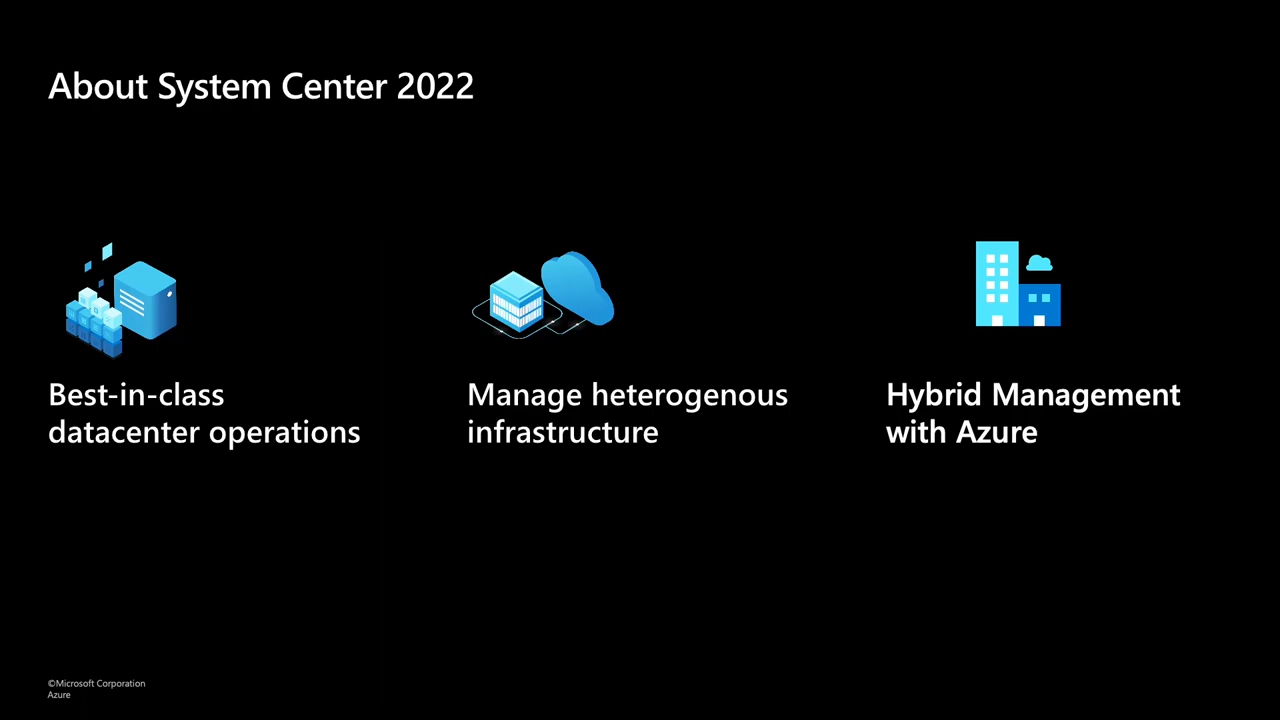 About System Center 2022
Best-in-class
datacenter operations
Manage heterogenous
infrastructure
Hybrid Management
with Azure
©Microsoft Corporation
Azure